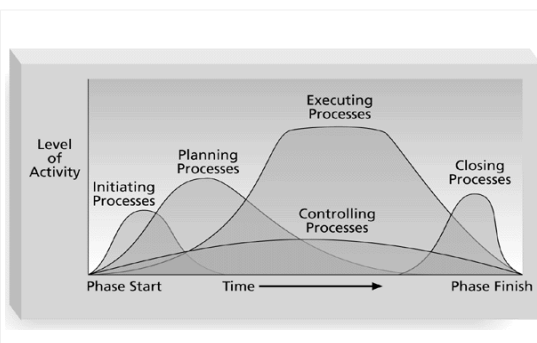 Executing
Processes
Level
of
Activity
Planning
Processes
Closing
Processes
Initiating
Processes
Controlling
Processes
Phase Start
Time
Phase Finish